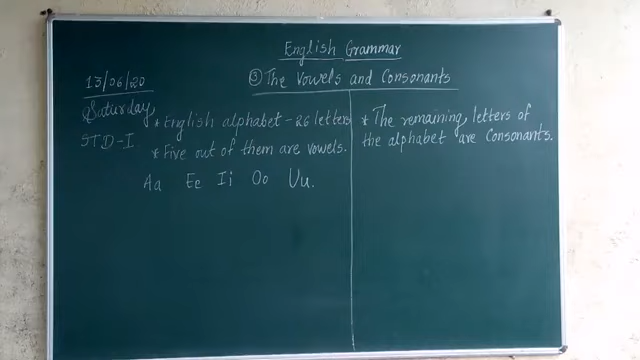 English Grammar
③ The Vowels and Consonants
13/06/20
Saturday,
STD-I
* English alphabet - 26 letters
* Five out of them are vowels.
Aa Ee Ii Oo Uu.
* The remaining, letters of
the alphabet are Consonants.